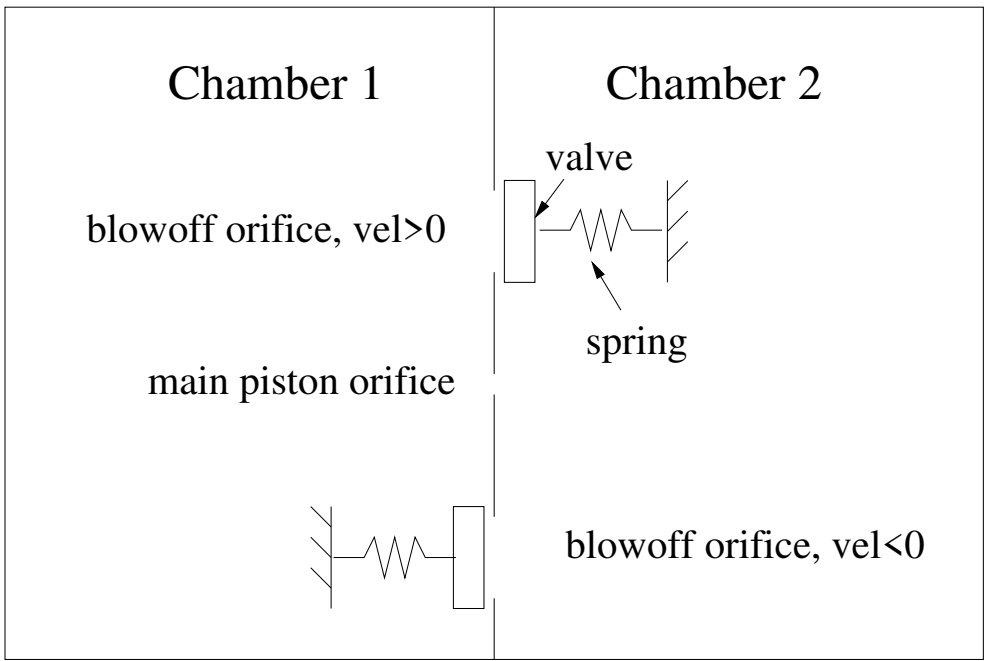 Chamber 1
Chamber 2
valve
blowoff orifice, vel>0
spring
main piston orifice
blowoff orifice, vel<0